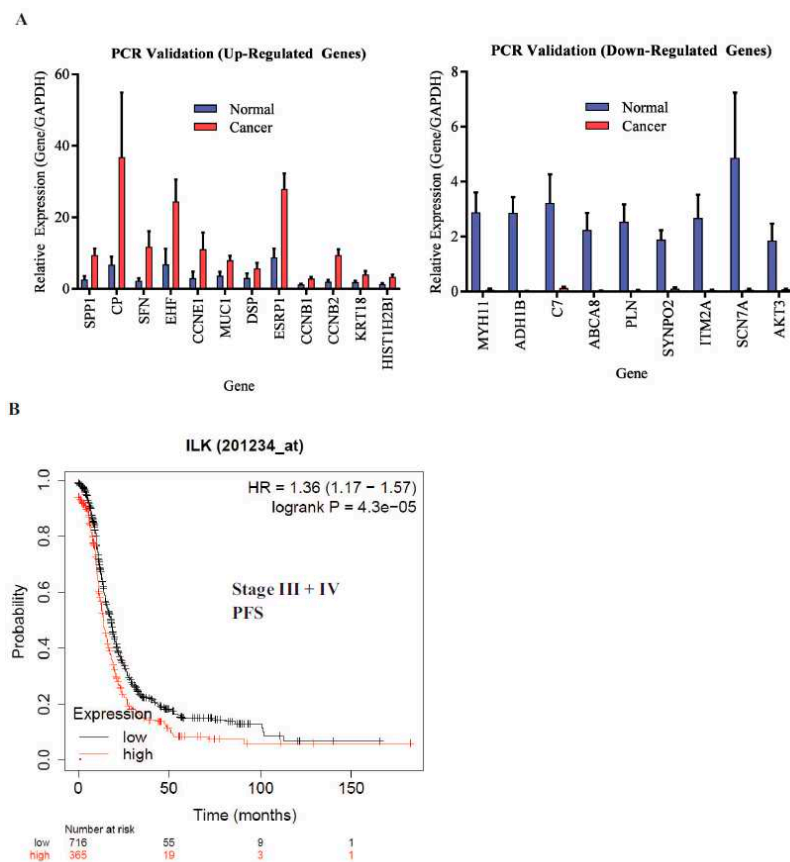 A
PCR Validation (Up-Regulated Genes)
Relative Expression (Gene/GAPDH)
60
40
20
0
Normal
Cancer
SPP1
CP
SFN
EHF
CCNE1
MUC1
DSP
ESRP1
CCNB1
CCNB2
KRT18
HIST1H2BI
Gene
PCR Validation (Down-Regulated Genes)
Relative Expression (Gene/GAPDH)
8
6
4
2
0
Normal
Cancer
MYH11
ADH1B
C7
ABCA8
PLN
SYNPO2
ITM2A
SCN7A
AKT3
Gene
B
ILK (201234_at)
HR = 1.36 (1.17 − 1.57)
logrank P = 4.3e−05
Stage III + IV
PFS
Probability
1.0
0.8
0.6
0.4
0.2
0.0
Expression
low
high
0 50 100 150
Time (months)
Number at risk
low 716 55 9 1
high 365 19 3 1